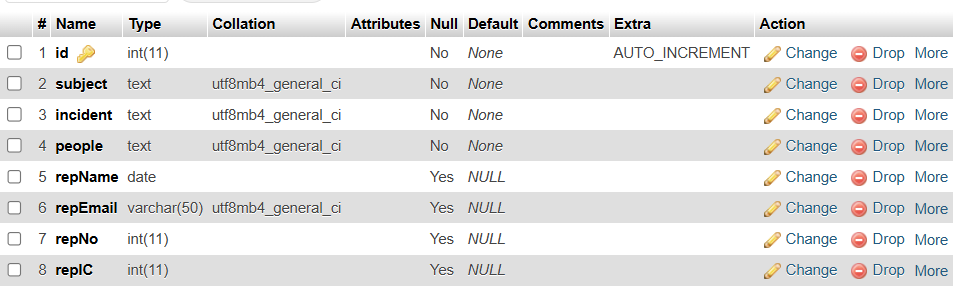 # Name Type Collation Attributes Null Default Comments Extra Action
1 id int(11) No None AUTO_INCREMENT Change Drop More
2 subject text utf8mb4_general_ci No None Change Drop More
3 incident text utf8mb4_general_ci No None Change Drop More
4 people text utf8mb4_general_ci No None Change Drop More
5 repName date Yes NULL Change Drop More
6 repEmail varchar(50) utf8mb4_general_ci Yes NULL Change Drop More
7 repNo int(11) Yes NULL Change Drop More
8 repIC int(11) Yes NULL Change Drop More